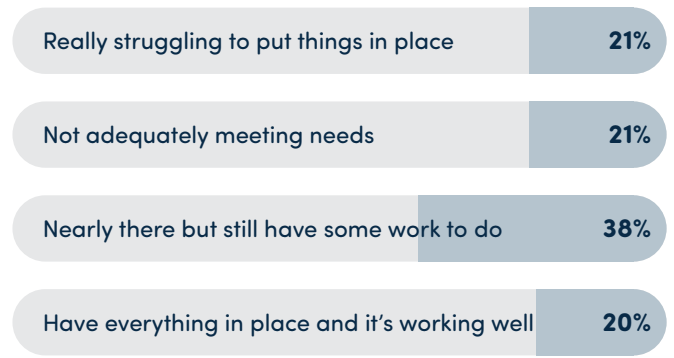 Really struggling to put things in place 21%
Not adequately meeting needs 21%
Nearly there but still have some work to do 38%
Have everything in place and it's working well 20%